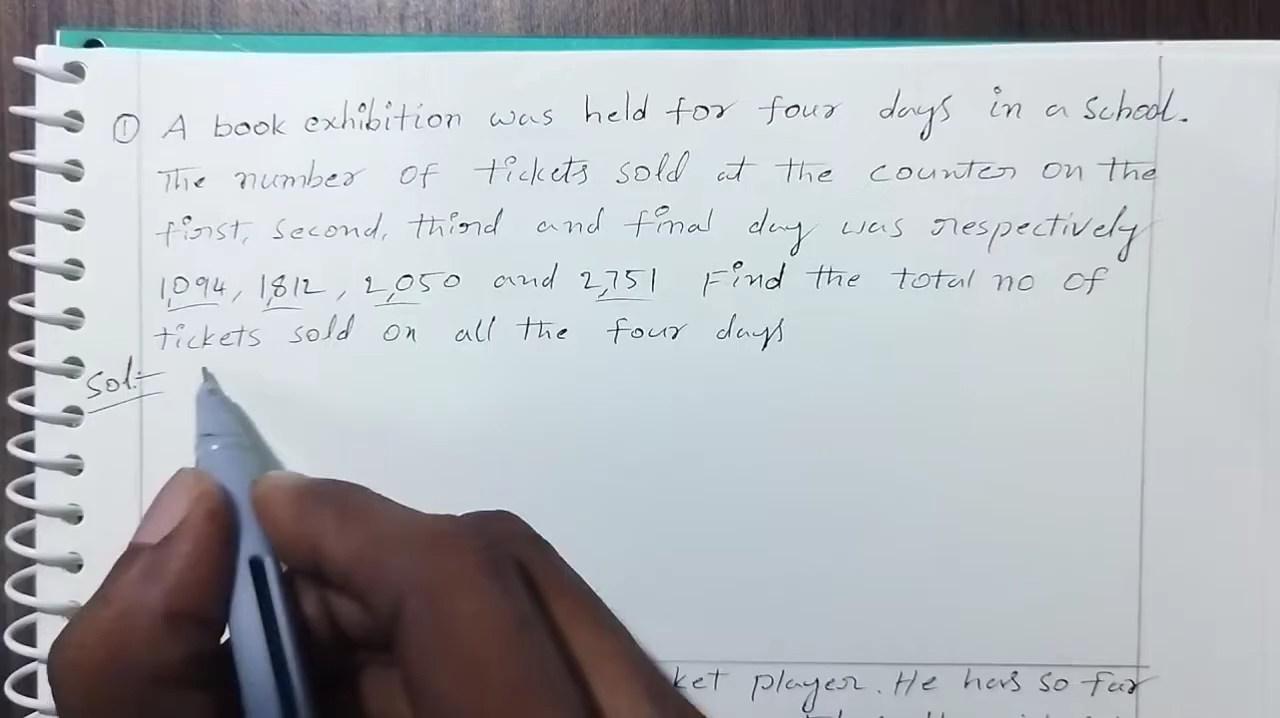 ① A book exhibition was held for four days in a school.
The number of tickets sold at the counter on the
first, second, third and final day was respectively
1,094, 1,812, 2,050 and 2,751 Find the total no of
tickets sold on all the four days
Sol:-
ket player. He has so far